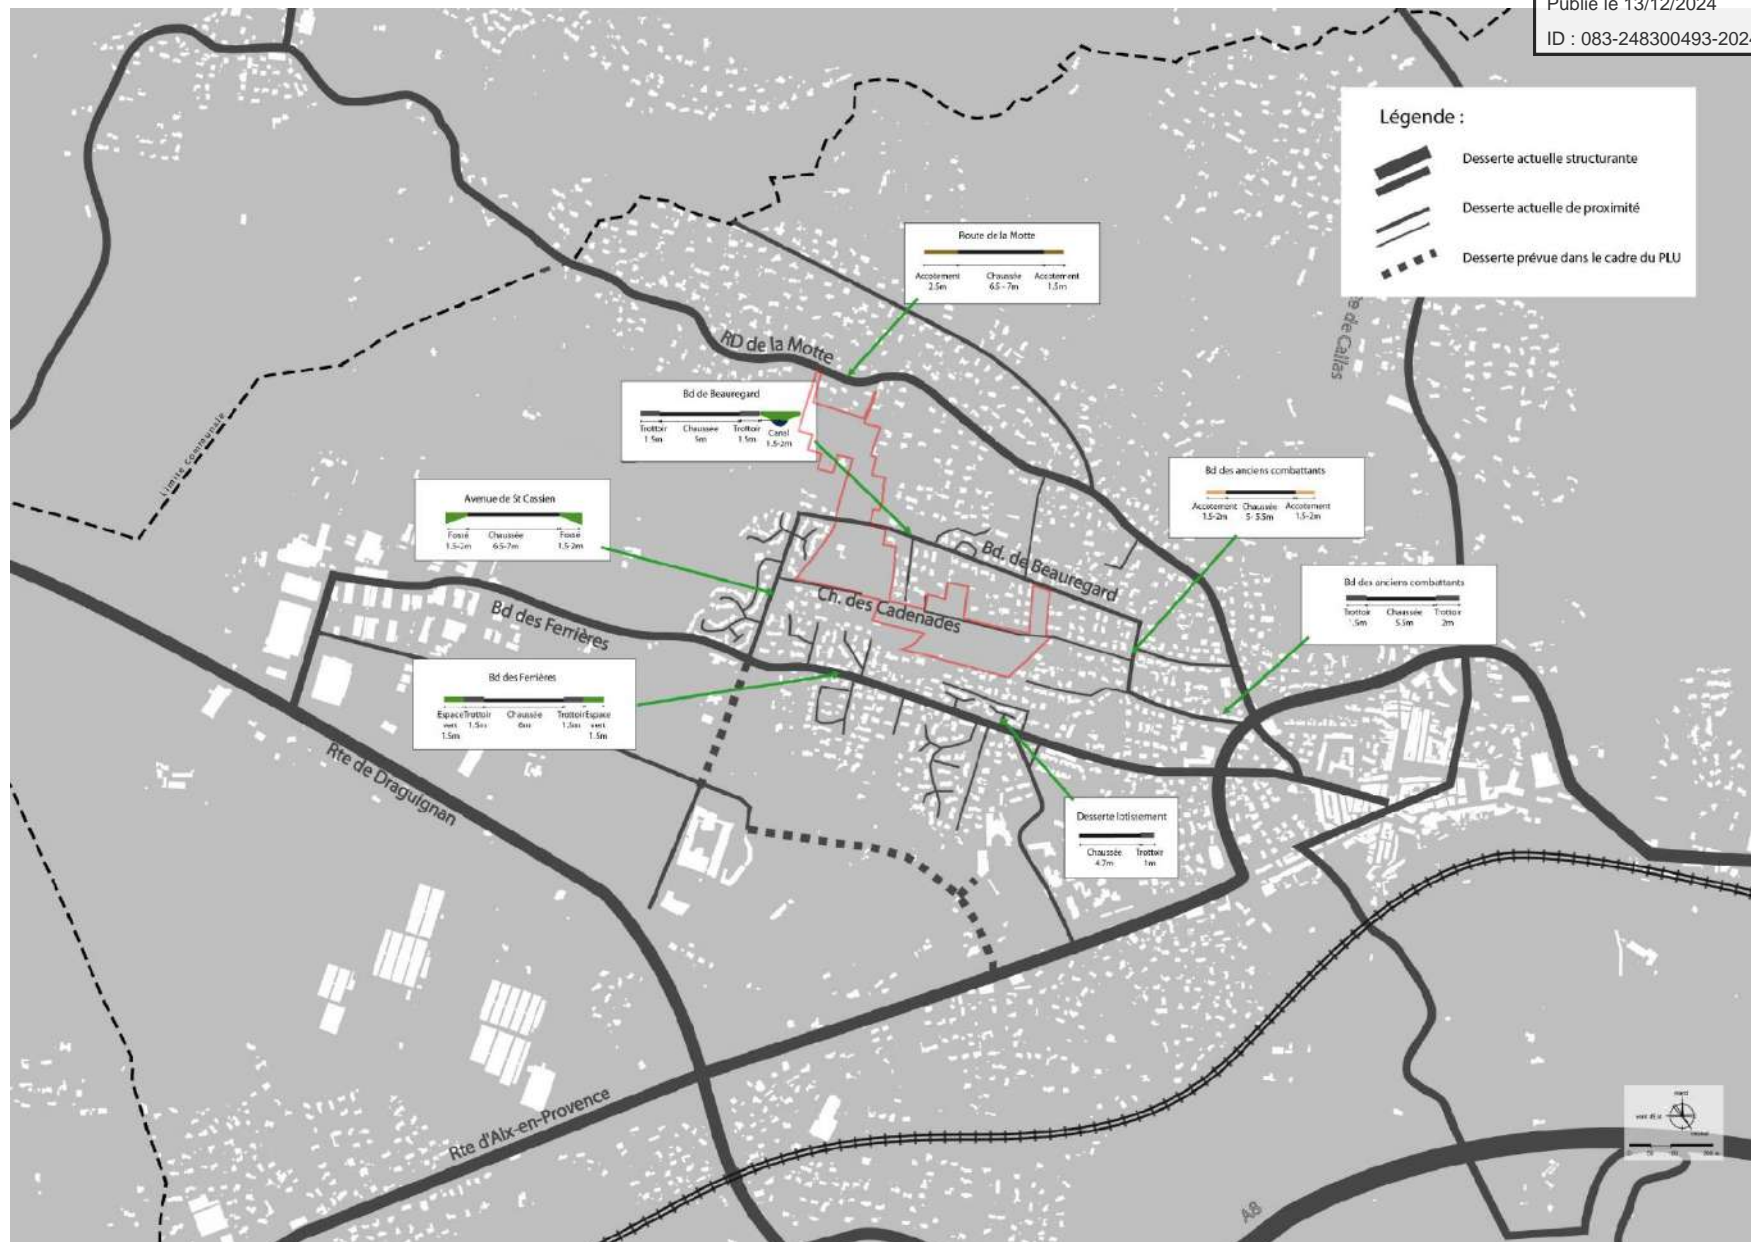 Publié le 13/12/2024
ID : 083-248300493-2024
Légende :
Desserte actuelle structurante
Desserte actuelle de proximité
Desserte prévue dans le cadre du PLU
Route de la Motte
Accotement Chaussée Accotement
2.5m 6.5 - 7m 1.5m
RD de la Motte
de Callas
Bd de Beauregard
Trottoir Chaussée Trottoir Canal
1.5m 5m 1.5m 1.5-2m
Limite Communale
Bd des anciens combattants
Accotement Chaussée Accotement
1.5-2m 5- 5.5m 1.5-2m
Avenue de St Cassien
Fossé Chaussée Fossé
1.5-2m 6.5-7m 1.5-2m
Bd. de Beauregard
Bd des anciens combattants
Trottoir Chaussée Trottoir
1.5m 5.5m 2m
Ch. des Cadenades
Bd des Ferrières
Bd des Ferrières
Espace vert Trottoir Chaussée Trottoir Espace vert
1.5m 1.5m 6m 1.5m 1.5m
Rte de Draguignan
Desserte lotissement
Chaussée Trottoir
4.7m 1m
Rte d'Aix-en-Provence
nord
A8